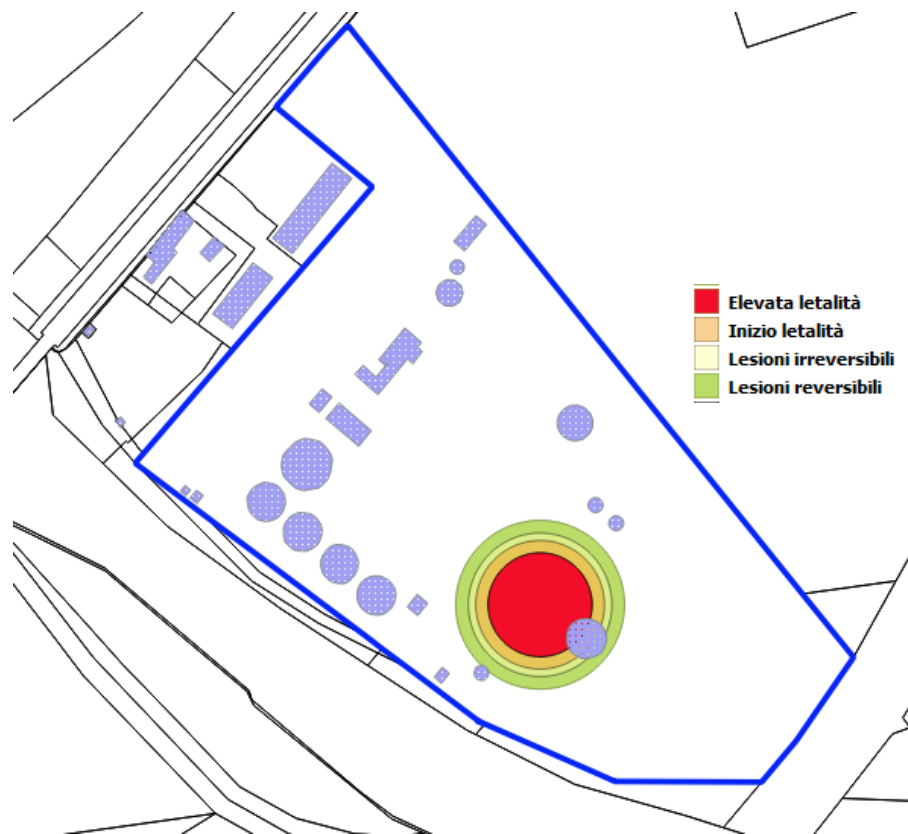 Elevata letalità
Inizio letalità
Lesioni irreversibili
Lesioni reversibili